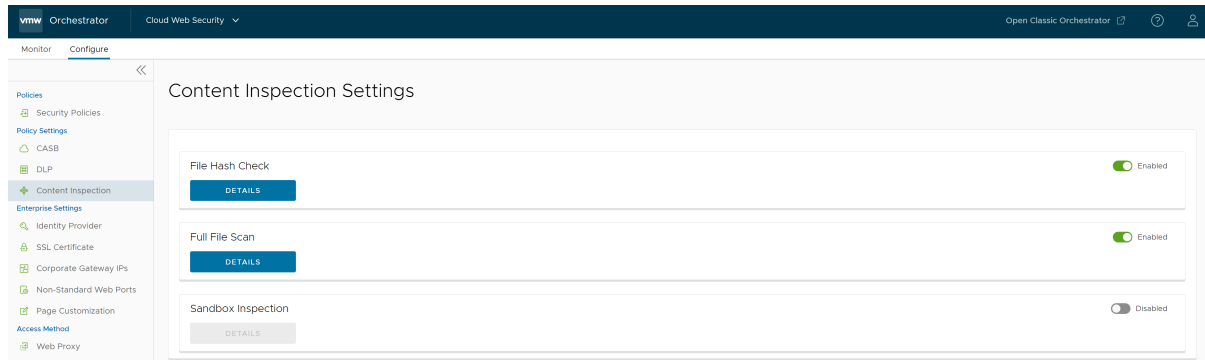 vmw Orchestrator Cloud Web Security Open Classic Orchestrator
Monitor Configure
Policies
Security Policies
Policy Settings
CASB
DLP
Content Inspection
Enterprise Settings
Identity Provider
SSL Certificate
Corporate Gateway IPs
Non-Standard Web Ports
Page Customization
Access Method
Web Proxy
Content Inspection Settings
File Hash Check Enabled
DETAILS
Full File Scan Enabled
DETAILS
Sandbox Inspection Disabled
DETAILS